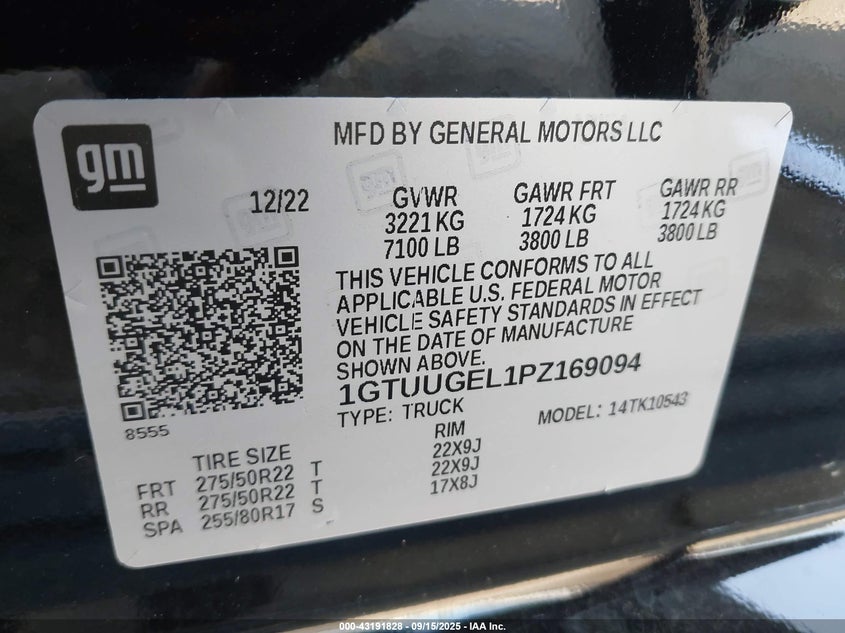 gm
MFD BY GENERAL MOTORS LLC
12/22
GVWR
3221 KG
7100 LB
GAWR FRT
1724 KG
3800 LB
GAWR RR
1724 KG
3800 LB
THIS VEHICLE CONFORMS TO ALL
APPLICABLE U.S. FEDERAL MOTOR
VEHICLE SAFETY STANDARDS IN EFFECT
ON THE DATE OF MANUFACTURE
SHOWN ABOVE.
1GTUUGEL1PZ169094
TYPE: TRUCK
MODEL: 14TK10543
8555
TIRE SIZE
RIM
FRT 275/50R22 T 22X9J
RR 275/50R22 T 22X9J
SPA 255/80R17 S 17X8J
000-43191828 - 09/15/2025 - IAA Inc.